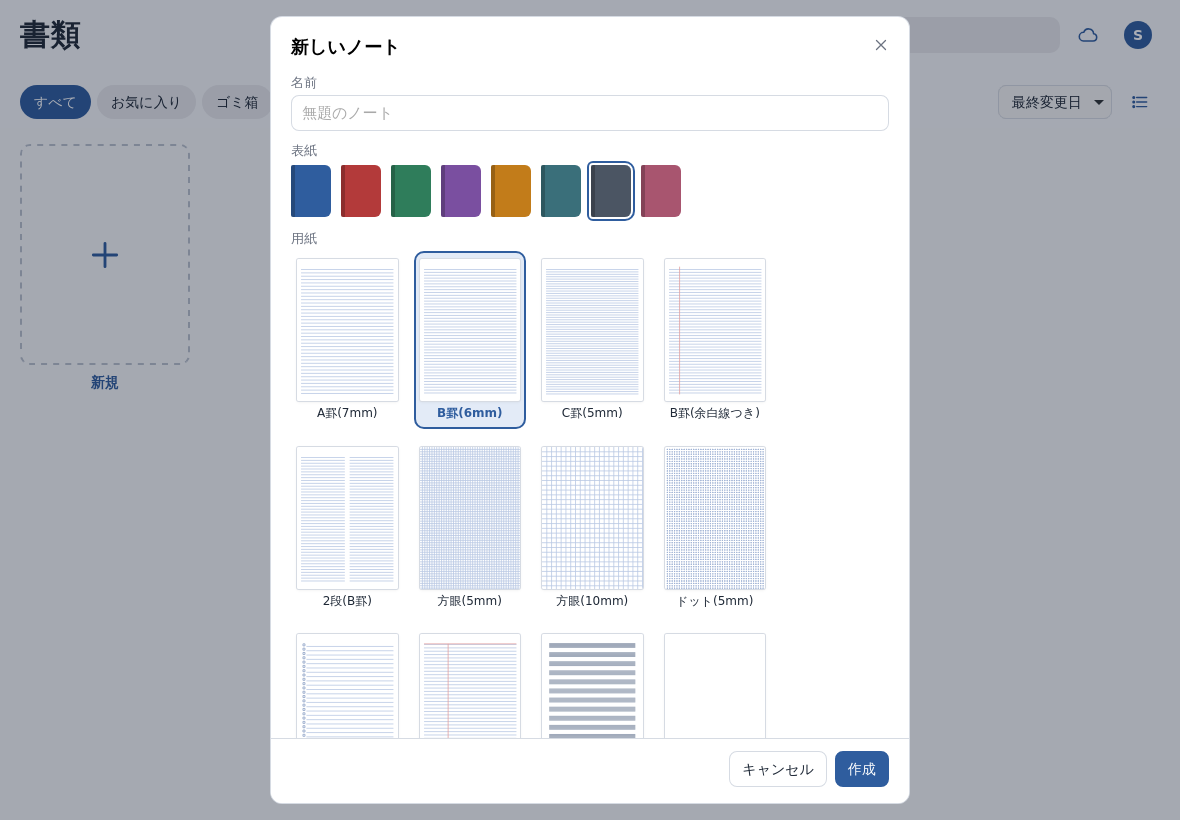 書類
S
すべて
お気に入り
ゴミ箱
最終変更日
新規
新しいノート
名前
無題のノート
表紙
用紙
A罫(7mm)
B罫(6mm)
C罫(5mm)
B罫(余白線つき)
2段(B罫)
方眼(5mm)
方眼(10mm)
ドット(5mm)
キャンセル
作成